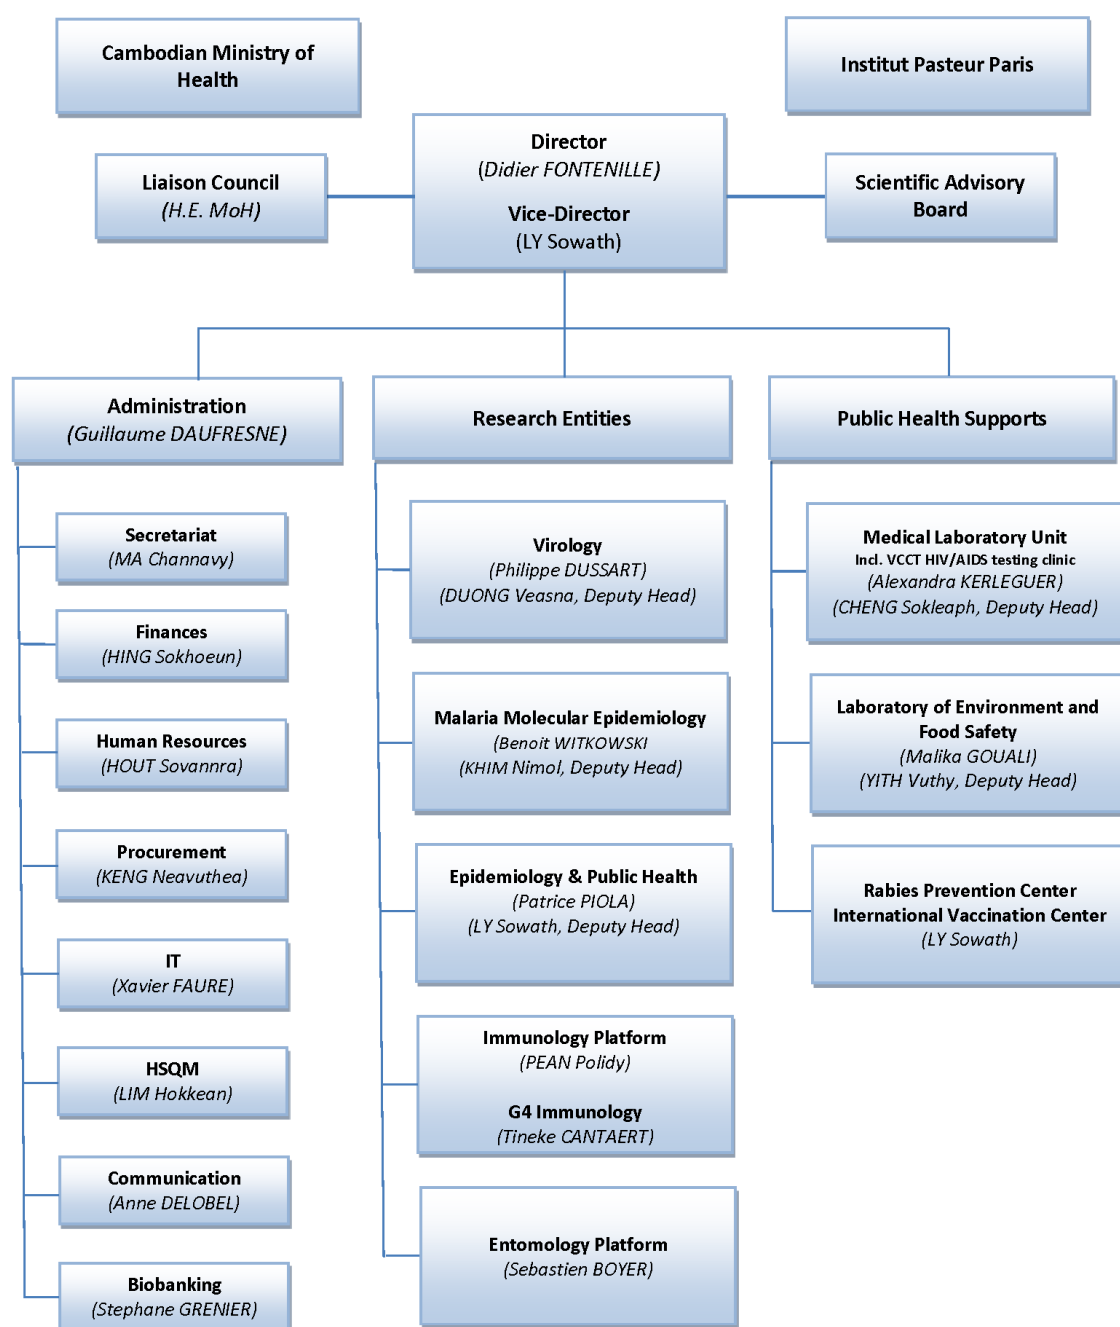 Cambodian Ministry of
Health
Institut Pasteur Paris
Director
(Didier FONTENILLE)
Vice-Director
(LY Sowath)
Liaison Council
(H.E. MoH)
Scientific Advisory
Board
Administration
(Guillaume DAUFRESNE)
Research Entities
Public Health Supports
Secretariat
(MA Channavy)
Finances
(HING Sokhoeun)
Human Resources
(HOUT Sovannra)
Procurement
(KENG Neavuthea)
IT
(Xavier FAURE)
HSQM
(LIM Hokkean)
Communication
(Anne DELOBEL)
Biobanking
(Stephane GRENIER)
Virology
(Philippe DUSSART)
(DUONG Veasna, Deputy Head)
Malaria Molecular Epidemiology
(Benoit WITKOWSKI
(KHIM Nimol, Deputy Head)
Epidemiology & Public Health
(Patrice PIOLA)
(LY Sowath, Deputy Head)
Immunology Platform
(PEAN Polidy)
G4 Immunology
(Tineke CANTAERT)
Entomology Platform
(Sebastien BOYER)
Medical Laboratory Unit
Incl. VCCT HIV/AIDS testing clinic
(Alexandra KERLEGUER)
(CHENG Sokleaph, Deputy Head)
Laboratory of Environment and
Food Safety
(Malika GOUALI)
(YITH Vuthy, Deputy Head)
Rabies Prevention Center
International Vaccination Center
(LY Sowath)